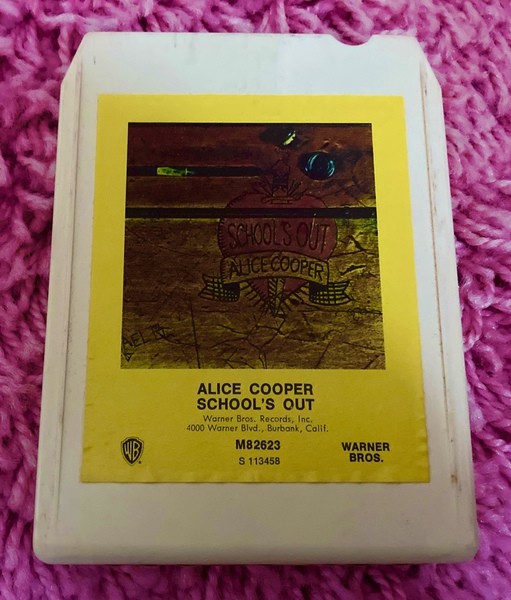 SCHOOL'S OUT
ALICE COOPER
HEL
ALICE COOPER
SCHOOL'S OUT
Warner Bros. Records, Inc.
4000 Warner Blvd., Burbank, Calif.
M82623
S 113458
WB
WARNER
BROS.